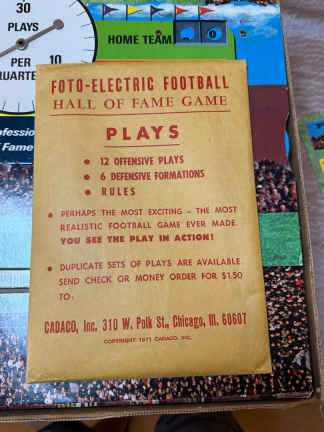 30
PLAYS
PER
QUARTE
10
HOME TEAM
0
ofessio
of Fame
FOTO-ELECTRIC FOOTBALL
HALL OF FAME GAME
PLAYS
• 12 OFFENSIVE PLAYS
• 6 DEFENSIVE FORMATIONS
• RULES
• PERHAPS THE MOST EXCITING – THE MOST
REALISTIC FOOTBALL GAME EVER MADE.
YOU SEE THE PLAY IN ACTION!
• DUPLICATE SETS OF PLAYS ARE AVAILABLE.
SEND CHECK OR MONEY ORDER FOR $1.50
TO:
CADACO, Inc. 310 W. Polk St., Chicago, Ill. 60607
COPYRIGHT 1971 CADACO, INC.